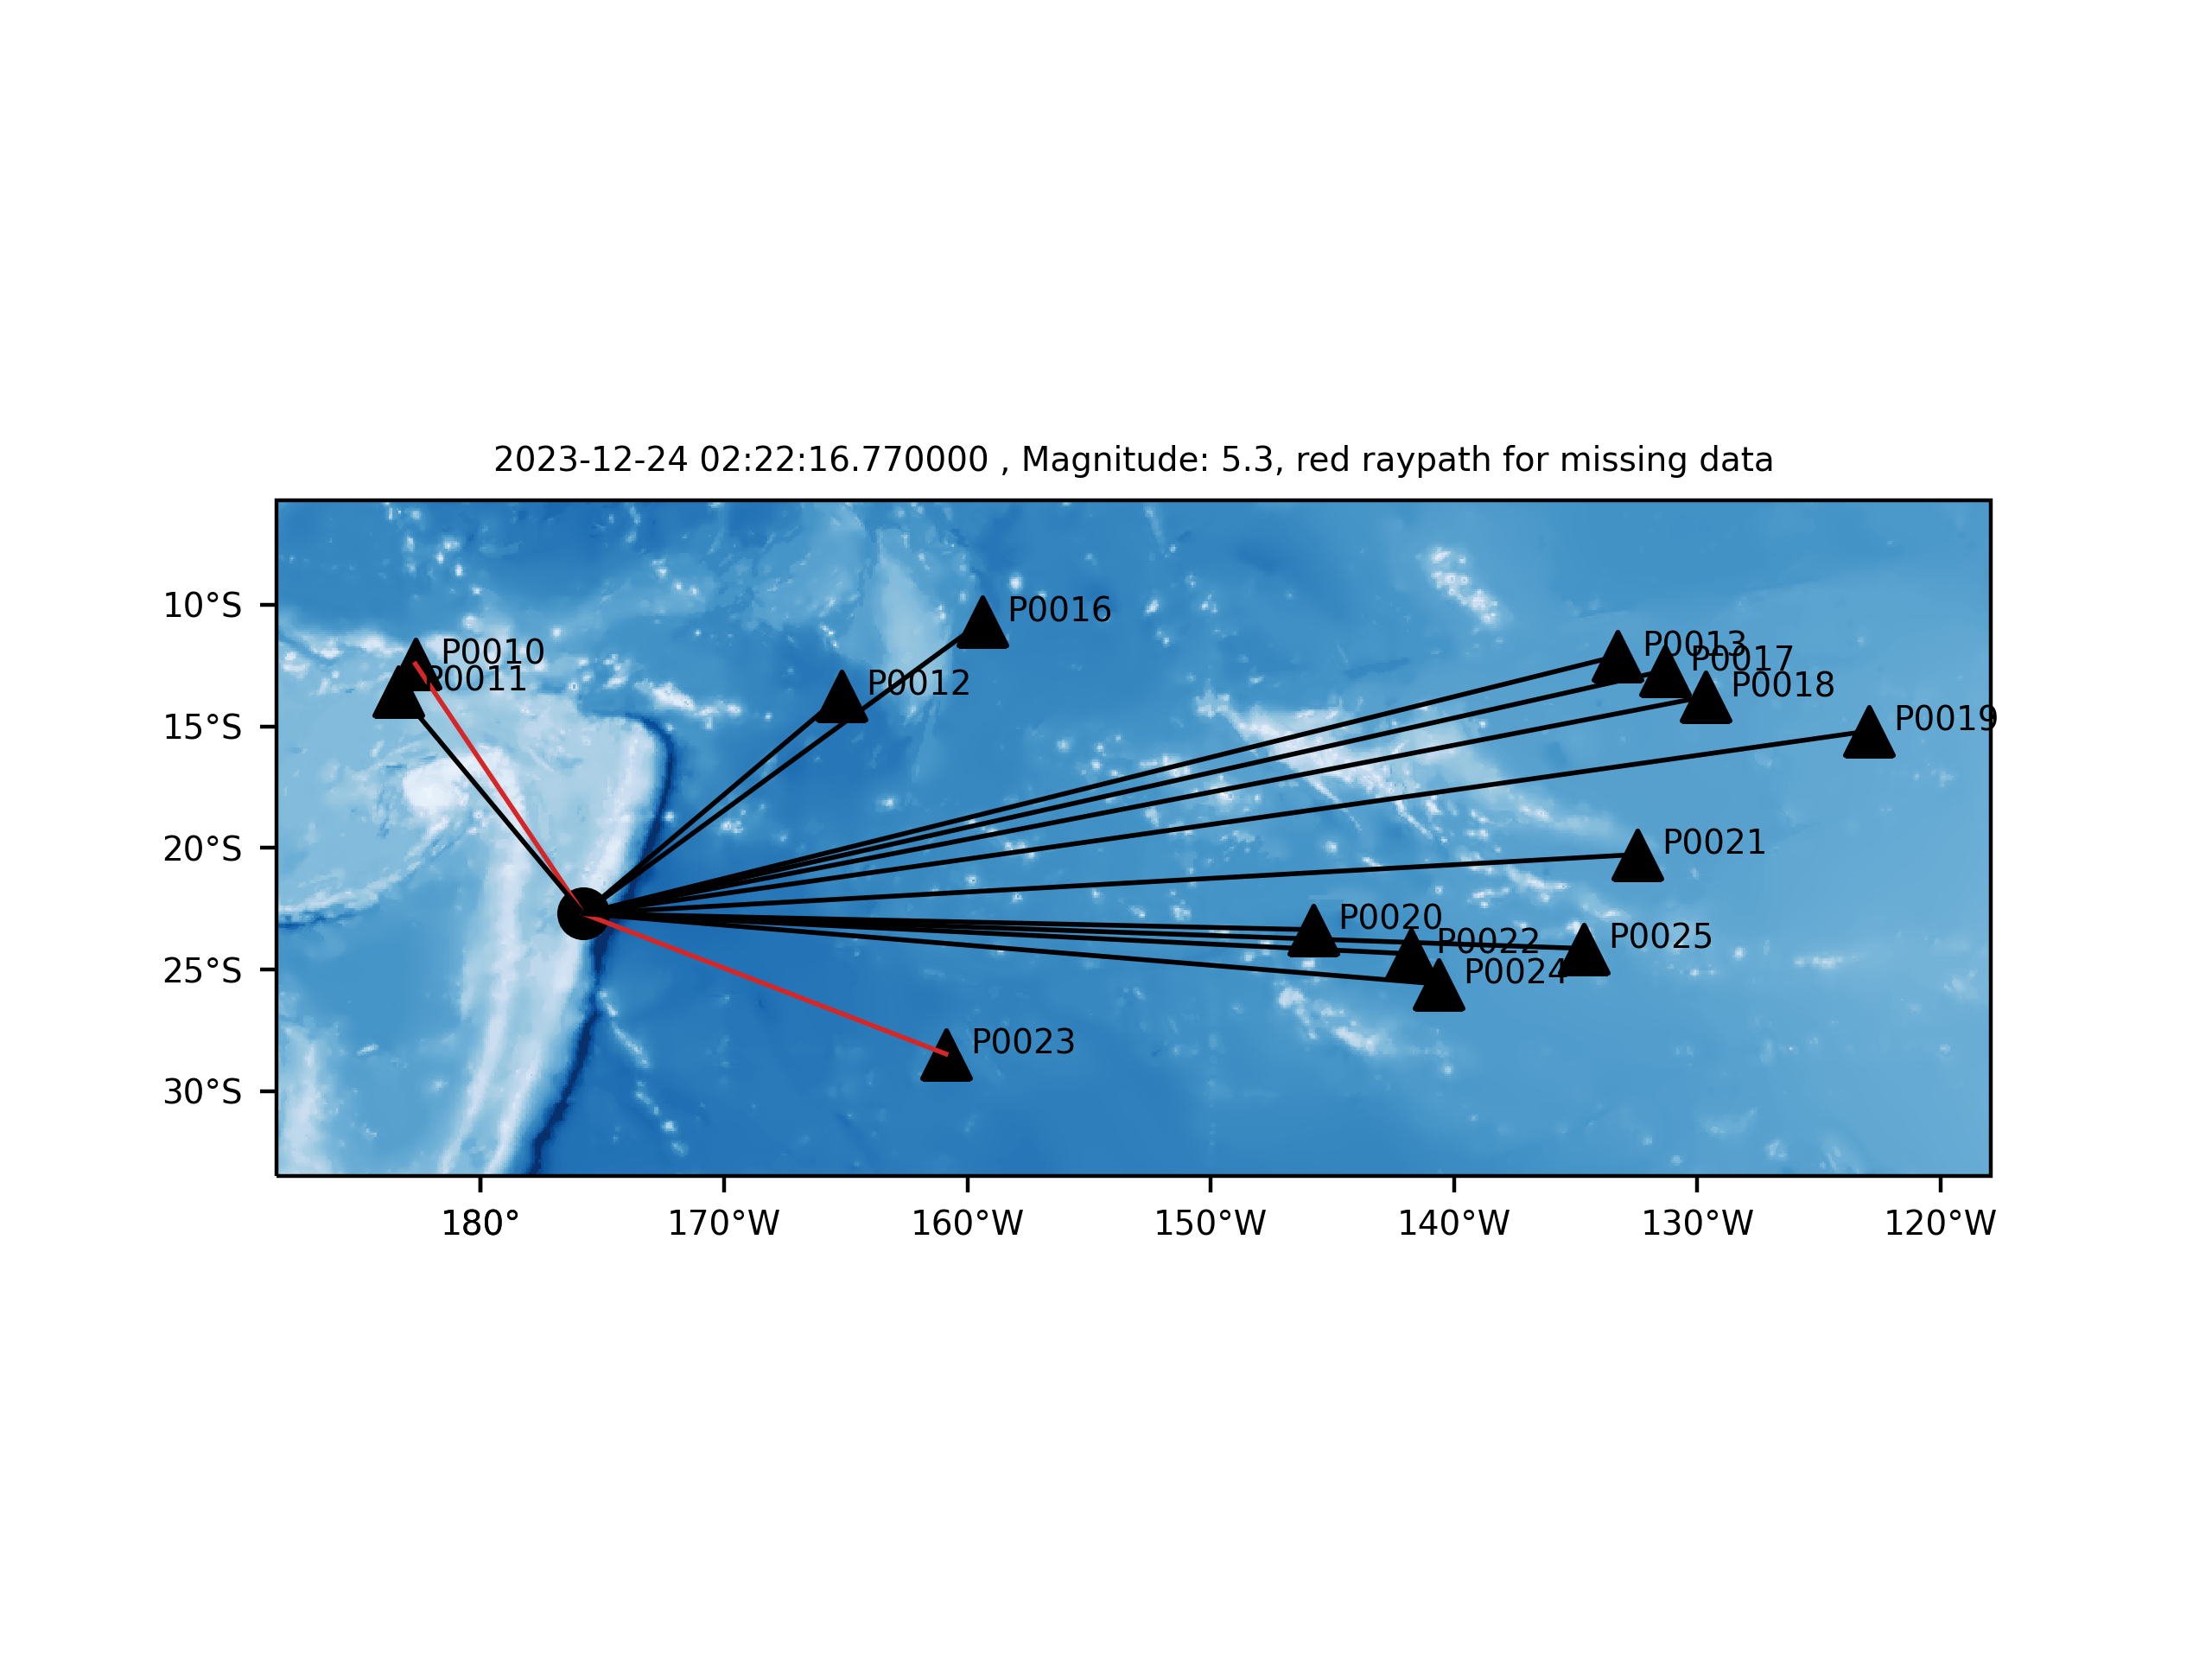 2023-12-24 02:22:16.770000 , Magnitude: 5.3, red raypath for missing data
10°S
P0016
P0010
P0013
P0017
P0011
P0012
P0018
15°S
P0019
20°S
P0021
P0020
P0025
P0022
25°S
P0024
P0023
30°S
180° 170°W 160°W 150°W 140°W 130°W 120°W